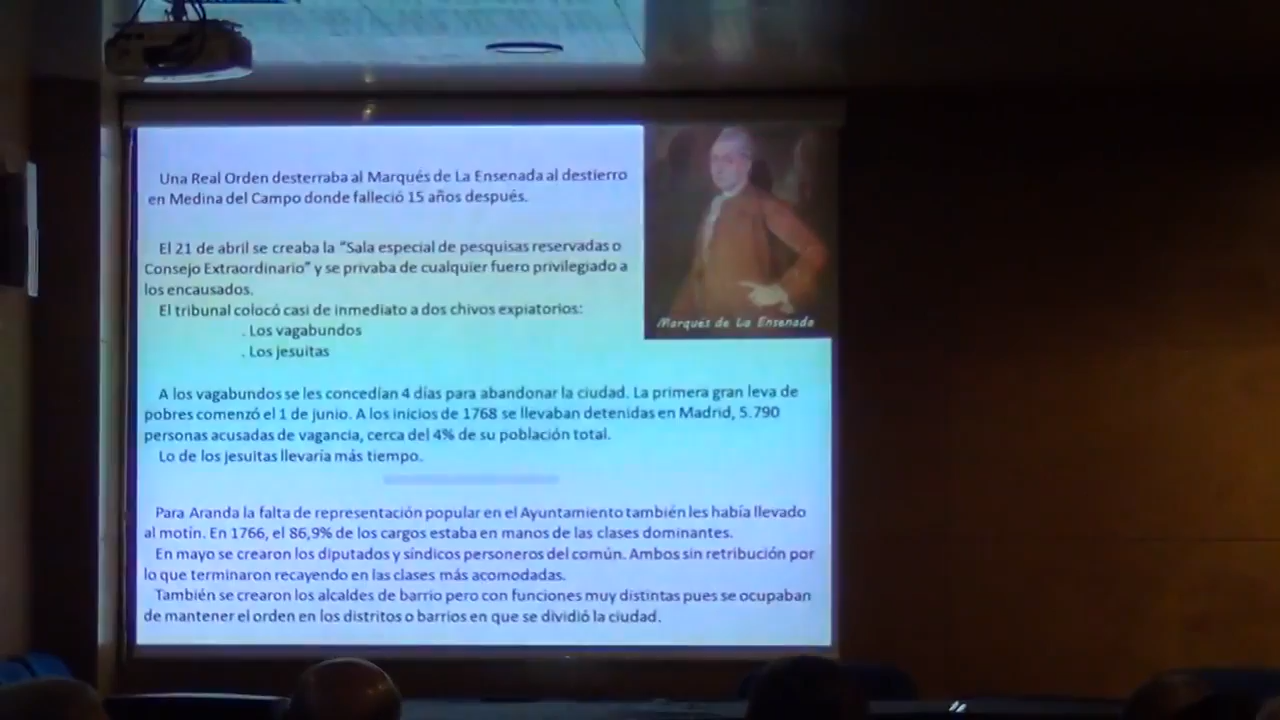 Una Real Orden desterraba al Marqués de La Ensenada al destierro
en Medina del Campo donde falleció 15 años después.
El 21 de abril se creaba la "Sala especial de pesquisas reservadas o
Consejo Extraordinario" y se privaba de cualquier fuero privilegiado a
los encausados.
El tribunal colocó casi de inmediato a dos chivos expiatorios:
. Los vagabundos
. Los jesuitas
Marqués de La Ensenada
A los vagabundos se les concedían 4 días para abandonar la ciudad. La primera gran leva de
pobres comenzó el 1 de junio. A los inicios de 1768 se llevaban detenidas en Madrid, 5.790
personas acusadas de vagancia, cerca del 4% de su población total.
Lo de los jesuitas llevaría más tiempo.
Para Aranda la falta de representación popular en el Ayuntamiento también les había llevado
al motín. En 1766, el 86,9% de los cargos estaba en manos de las clases dominantes.
En mayo se crearon los diputados y síndicos personeros del común. Ambos sin retribución por
lo que terminaron recayendo en las clases más acomodadas.
También se crearon los alcaldes de barrio pero con funciones muy distintas pues se ocupaban
de mantener el orden en los distritos o barrios en que se dividió la ciudad.